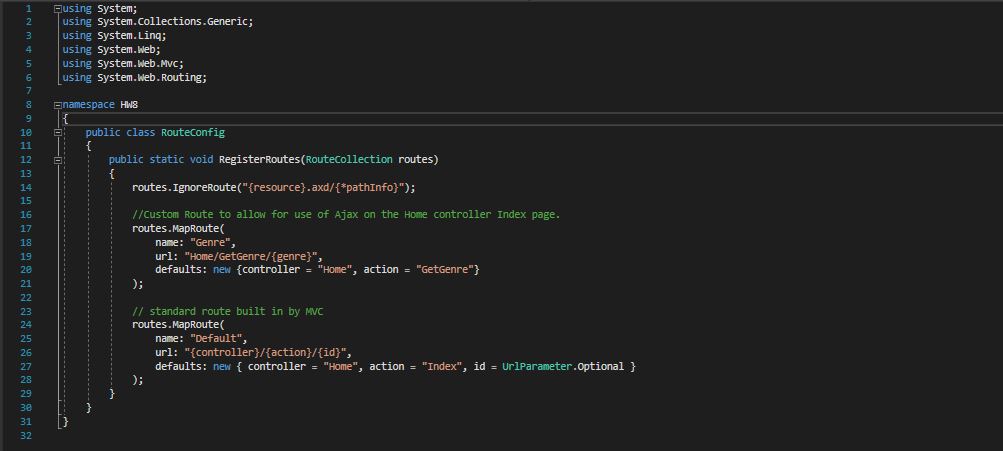 1 using System;
2 using System.Collections.Generic;
3 using System.Linq;
4 using System.Web;
5 using System.Web.Mvc;
6 using System.Web.Routing;
7
8 namespace HW8
9 {
10 public class RouteConfig
11 {
12 public static void RegisterRoutes(RouteCollection routes)
13 {
14 routes.IgnoreRoute("{resource}.axd/{*pathInfo}");
15
16 //Custom Route to allow for use of Ajax on the Home controller Index page.
17 routes.MapRoute(
18 name: "Genre",
19 url: "Home/GetGenre/{genre}",
20 defaults: new {controller = "Home", action = "GetGenre"}
21 );
22
23 // standard route built in by MVC
24 routes.MapRoute(
25 name: "Default",
26 url: "{controller}/{action}/{id}",
27 defaults: new { controller = "Home", action = "Index", id = UrlParameter.Optional }
28 );
29 }
30 }
31 }
32